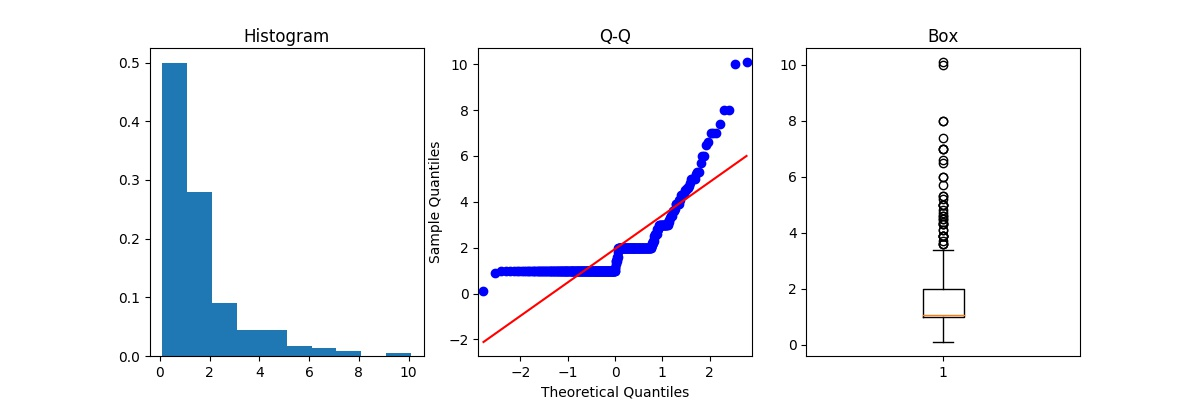 Histogram
0.5
0.4
0.3
0.2
0.1
0.0
0 2 4 6 8 10
Q-Q
Sample Quantiles
10
8
6
4
2
0
−2
−2 −1 0 1 2
Theoretical Quantiles
Box
10
8
6
4
2
0
1